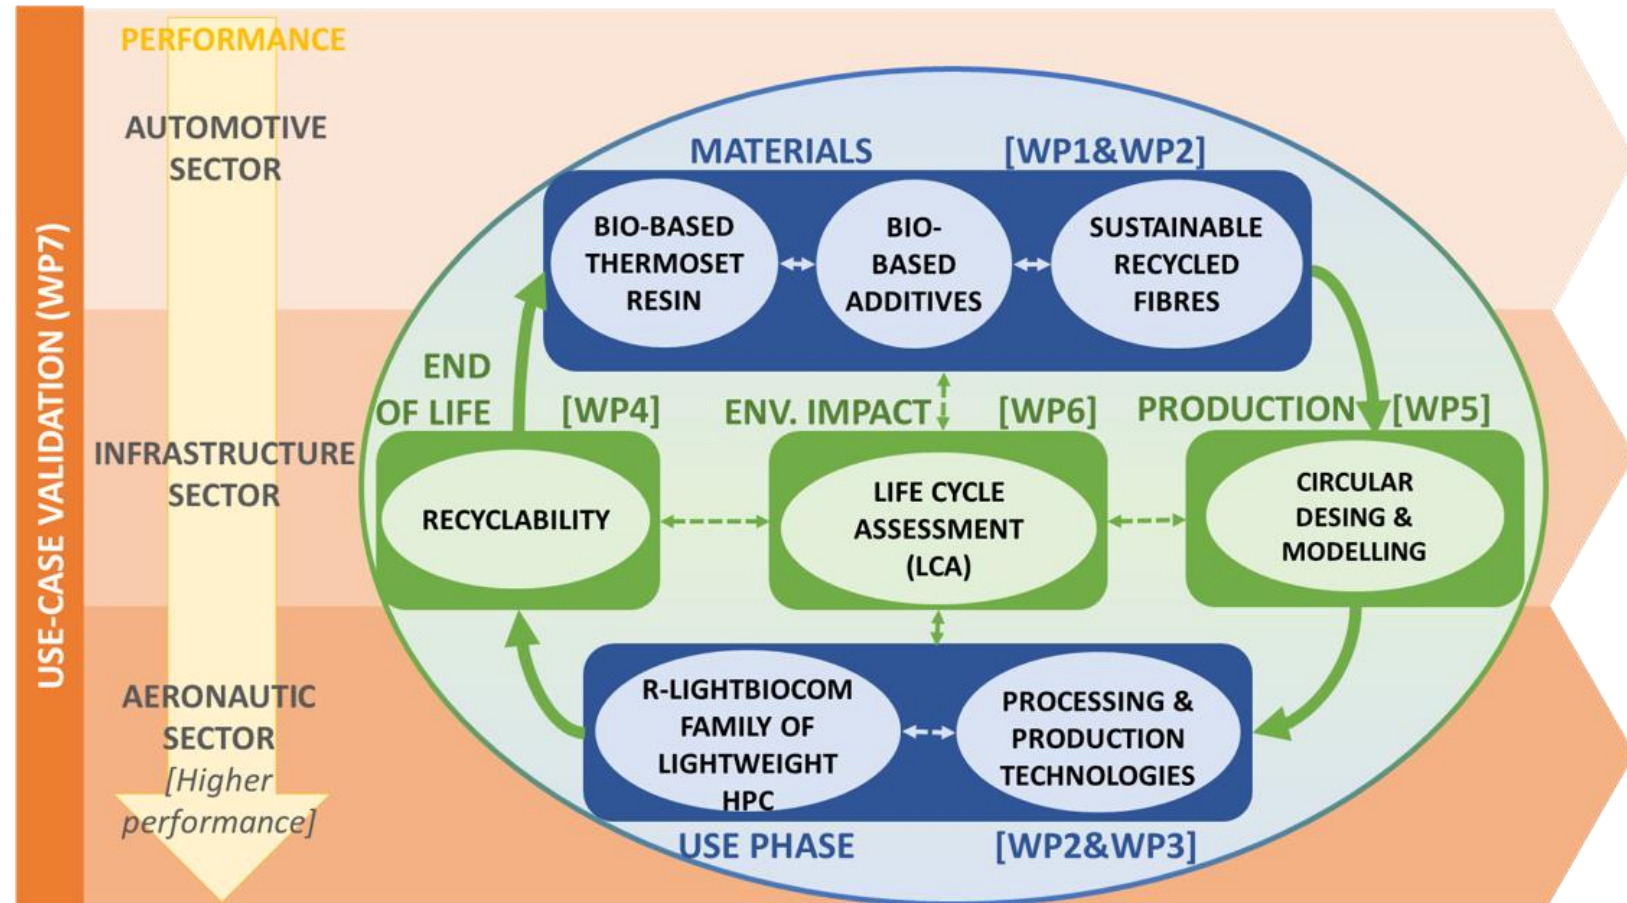 USE-CASE VALIDATION (WP7)
PERFORMANCE
AUTOMOTIVE
SECTOR
INFRASTRUCTURE
SECTOR
AERONAUTIC
SECTOR
[Higher
performance]
MATERIALS [WP1&WP2]
BIO-BASED
THERMOSET
RESIN
BIO-
BASED
ADDITIVES
SUSTAINABLE
RECYCLED
FIBRES
END
OF LIFE [WP4]
RECYCLABILITY
ENV. IMPACT [WP6]
LIFE CYCLE
ASSESSMENT
(LCA)
PRODUCTION [WP5]
CIRCULAR
DESING &
MODELLING
R-LIGHTBIOCOM
FAMILY OF
LIGHTWEIGHT
HPC
PROCESSING &
PRODUCTION
TECHNOLOGIES
USE PHASE [WP2&WP3]